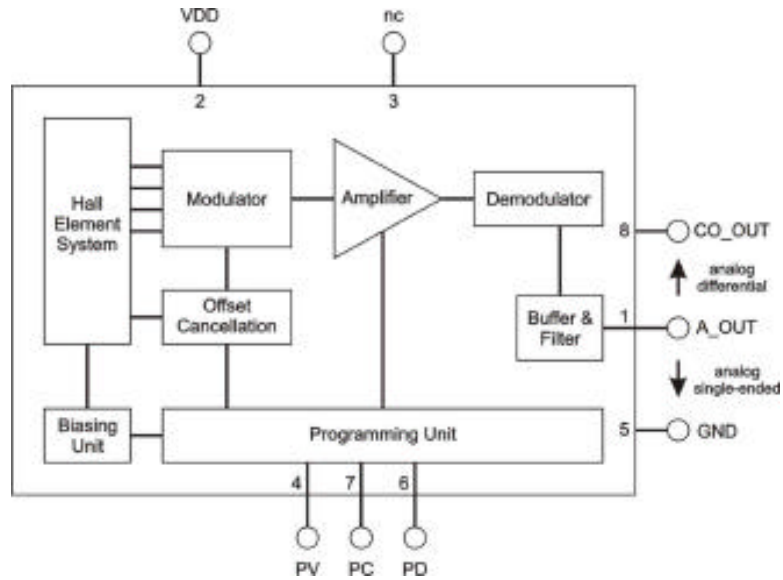 VDD
nc
2
3
Hall
Element
System
Modulator
Amplifier
Demodulator
8
CO_OUT
analog
differential
Offset
Cancellation
Buffer &
Filter
1
A_OUT
analog
single-ended
Biasing
Unit
Programming Unit
5
GND
4
7
6
PV
PC
PD